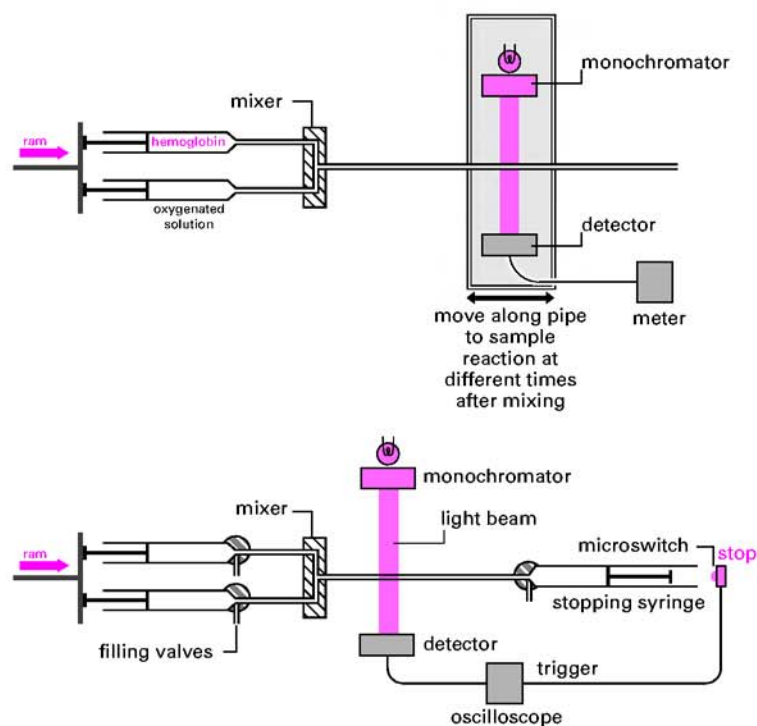 monochromator
mixer
ram
hemoglobin
oxygenated
solution
detector
meter
move along pipe
to sample
reaction at
different times
after mixing
monochromator
mixer
light beam
ram
microswitch
stop
stopping syringe
filling valves
detector
trigger
oscilloscope